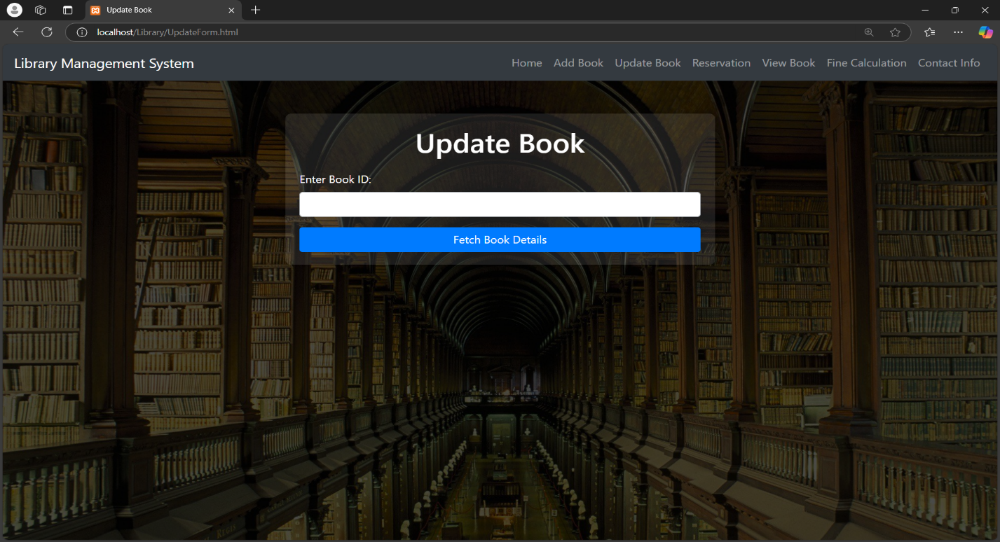 Update Book
localhost/Library/UpdateForm.html
Library Management System
Home Add Book Update Book Reservation View Book Fine Calculation Contact Info
Update Book
Enter Book ID:
Fetch Book Details